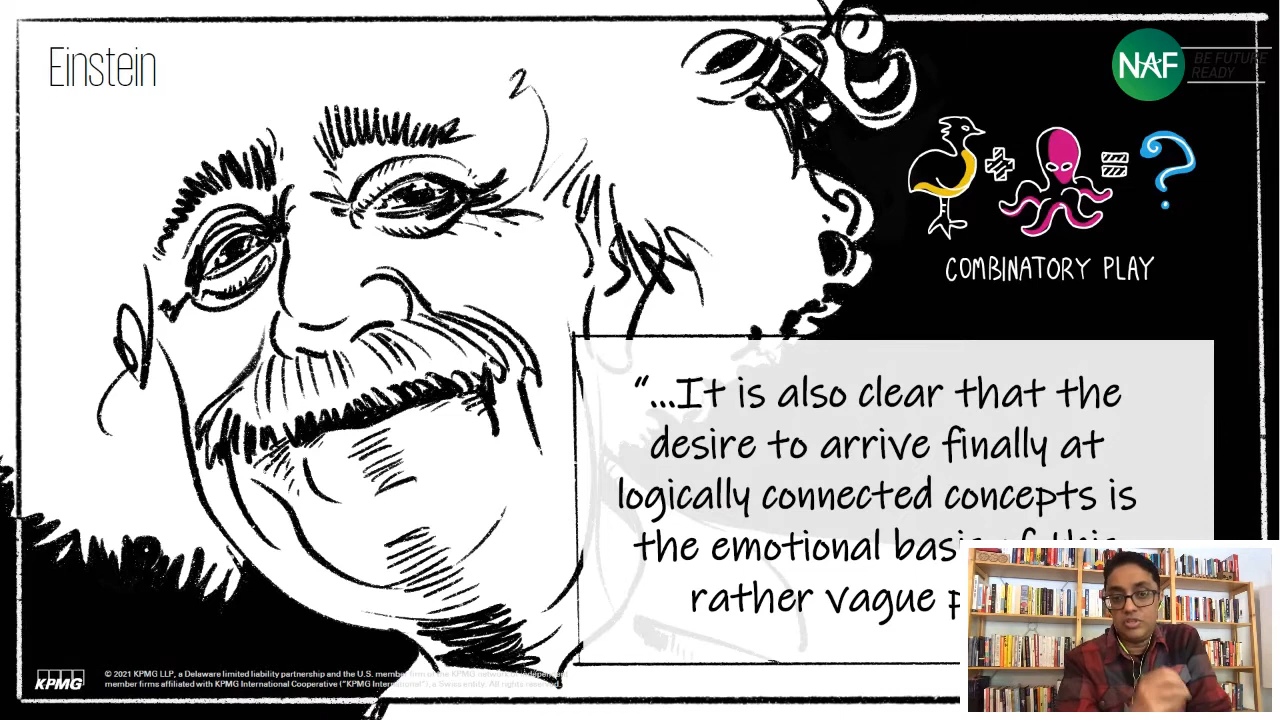 Einstein
NAF
BE FUTURE
READY
COMBINATORY PLAY
“...It is also clear that the
desire to arrive finally at
logically connected concepts is
the emotional basis of this
rather vague
KPMG
© 2021 KPMG LLP, a Delaware limited liability partnership and the U.S. member firm of the KPMG network of independent
member firms affiliated with KPMG International Cooperative (“KPMG International”), a Swiss entity. All rights reserved